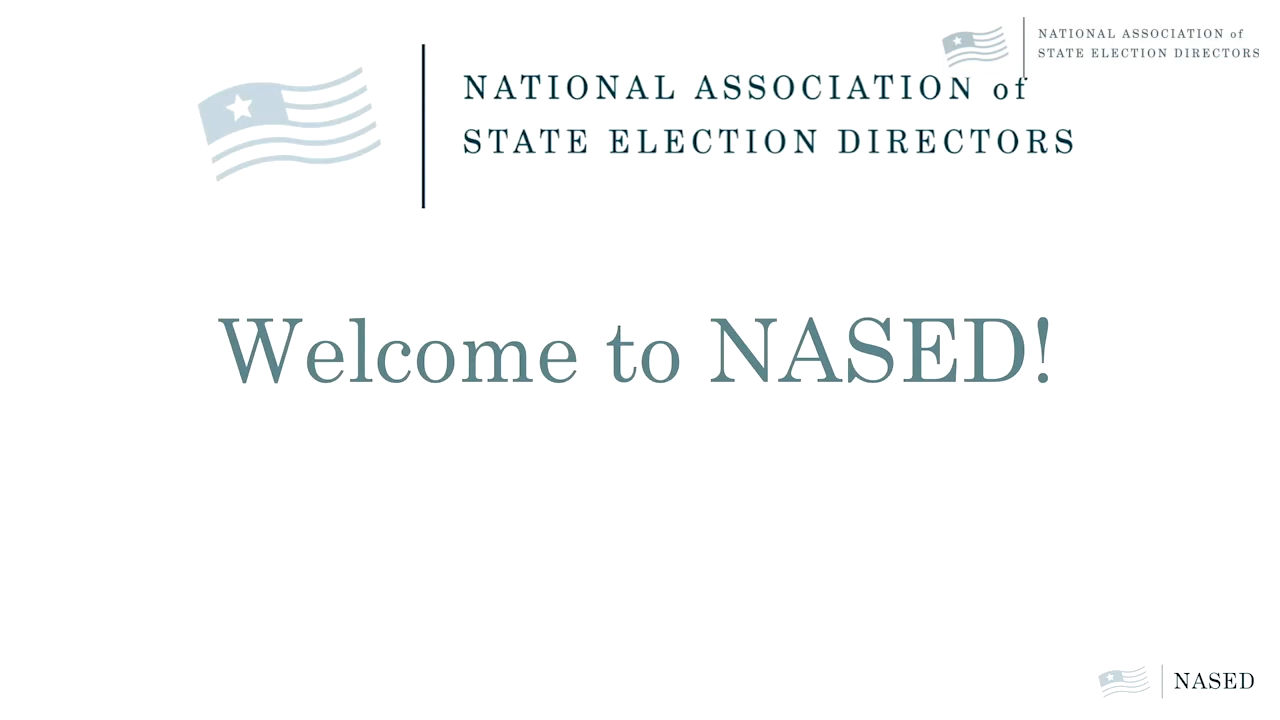 NATIONAL ASSOCIATION of
STATE ELECTION DIRECTORS
NATIONAL ASSOCIATION of
STATE ELECTION DIRECTORS
Welcome to NASED!
NASED